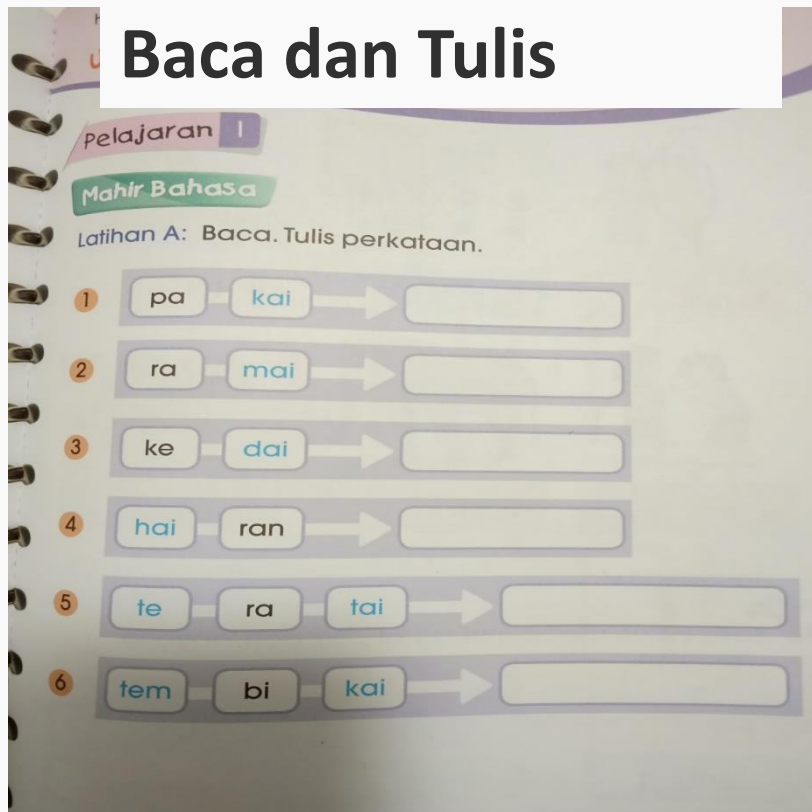 Baca dan Tulis
Pelajaran 1
Mahir Bahasa
Latihan A: Baca. Tulis perkataan.
1 pa kai
2 ra mai
3 ke dai
4 hai ran
5 te ra tai
6 tem bi kai